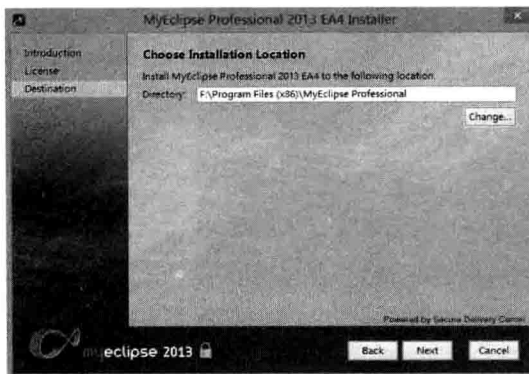 MyEclipse Professional 2013 EA4 Installer
Introduction
License
Destination
Choose Installation Location
Install MyEclipse Professional 2013 EA4 to the following location.
Directory: F:\Program Files (x86)\MyEclipse Professional
Change...
Powered by Secure Delivery Center
myeclipse 2013
Back Next Cancel